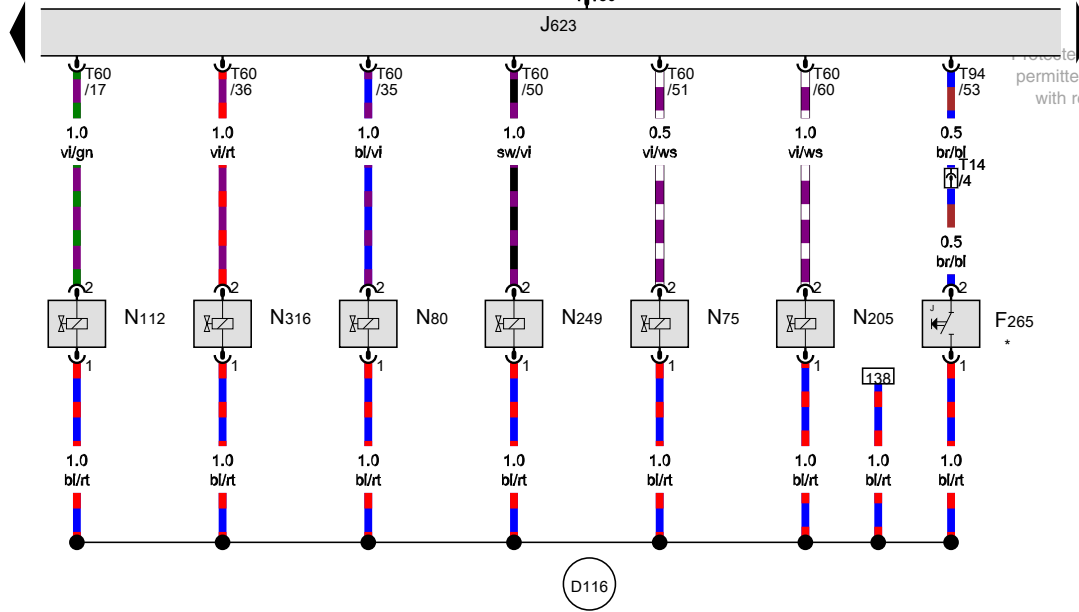 J623
T60 T60 T60 T60 T60 T60 T94
/17 /36 /35 /50 /51 /60 /53
permitte
with r
1.0 1.0 1.0 1.0 0.5 1.0 0.5
vi/gn vi/rt bl/vi sw/vi vi/ws vi/ws br/bl
T14
/4
0.5
br/bl
2 2 2 2 2 2 2
N112 N316 N80 N249 N75 N205 J F265
*
1 1 1 1 1 1 1
138
1.0 1.0 1.0 1.0 1.0 1.0 1.0 1.0
bl/rt bl/rt bl/rt bl/rt bl/rt bl/rt bl/rt bl/rt
D116